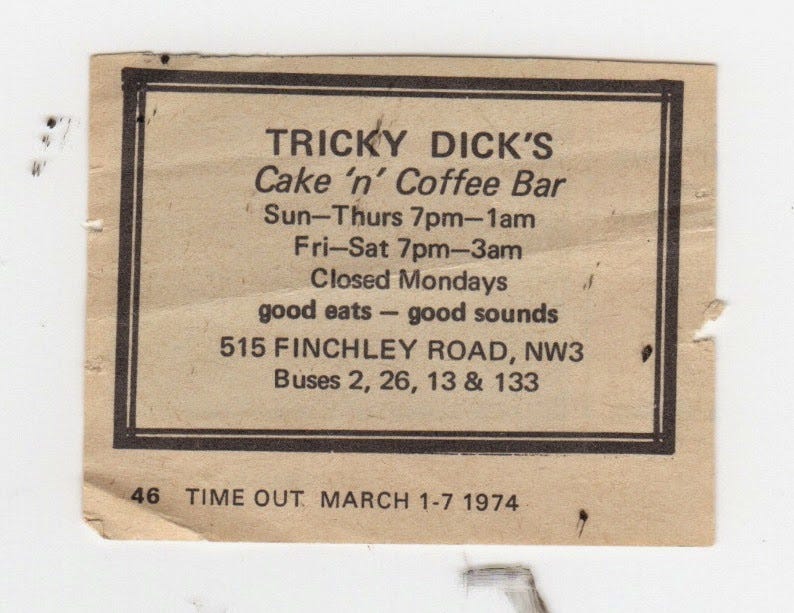 TRICKY DICK'S
Cake 'n' Coffee Bar
Sun—Thurs 7pm—1am
Fri—Sat 7pm—3am
Closed Mondays
good eats — good sounds
515 FINCHLEY ROAD, NW3
Buses 2, 26, 13 & 133
46 TIME OUT MARCH 1-7 1974